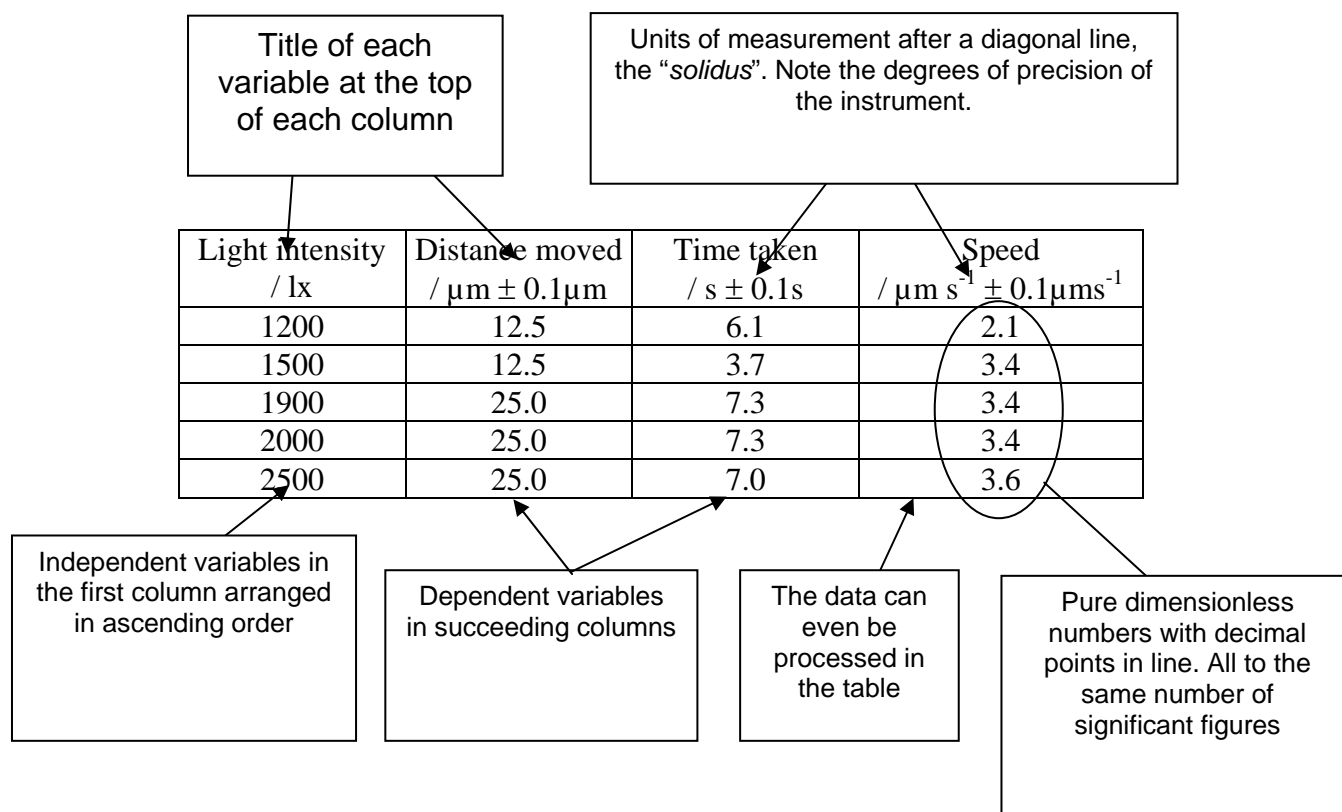 Title of each
variable at the top
of each column
Units of measurement after a diagonal line,
the “solidus”. Note the degrees of precision of
the instrument.
Light intensity
/ lx
Distance moved
/ µm ± 0.1µm
Time taken
/ s ± 0.1s
Speed
/ µm s⁻¹ ± 0.1µms⁻¹
1200 12.5 6.1 2.1
1500 12.5 3.7 3.4
1900 25.0 7.3 3.4
2000 25.0 7.3 3.4
2500 25.0 7.0 3.6
Independent variables in
the first column arranged
in ascending order
Dependent variables
in succeeding columns
The data can
even be
processed in
the table
Pure dimensionless
numbers with decimal
points in line. All to the
same number of
significant figures